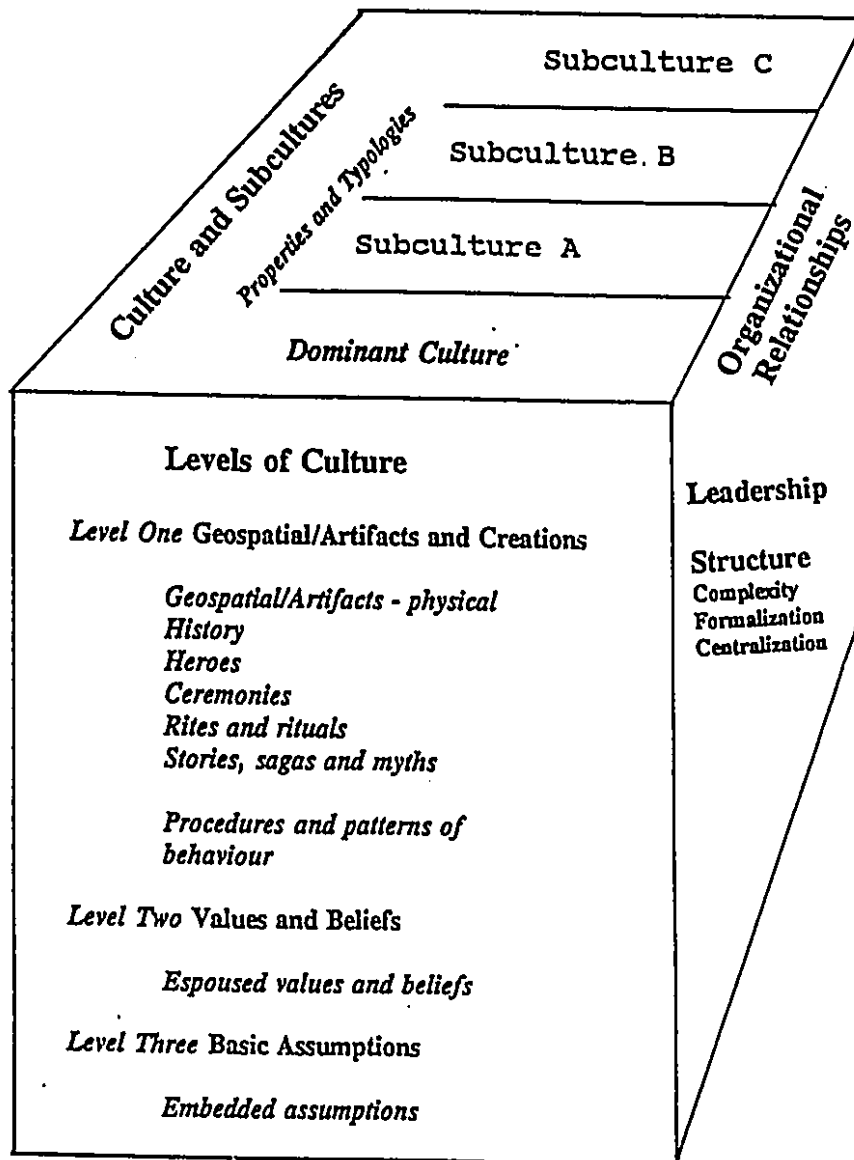 Subculture C
Subculture. B
Subculture A
Dominant Culture
Culture and Subcultures
Properties and Typologies
Organizational
Relationships
Levels of Culture
Level One Geospatial/Artifacts and Creations
Geospatial/Artifacts - physical
History
Heroes
Ceremonies
Rites and rituals
Stories, sagas and myths
Procedures and patterns of
behaviour
Level Two Values and Beliefs
Espoused values and beliefs
Level Three Basic Assumptions
Embedded assumptions
Leadership
Structure
Complexity
Formalization
Centralization